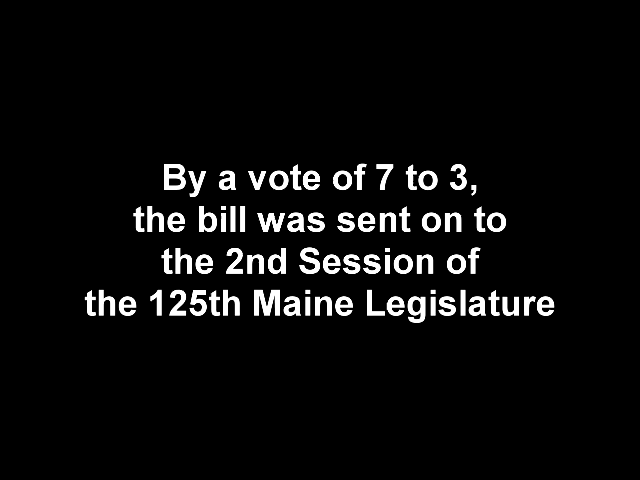 By a vote of 7 to 3,
the bill was sent on to
the 2nd Session of
the 125th Maine Legislature